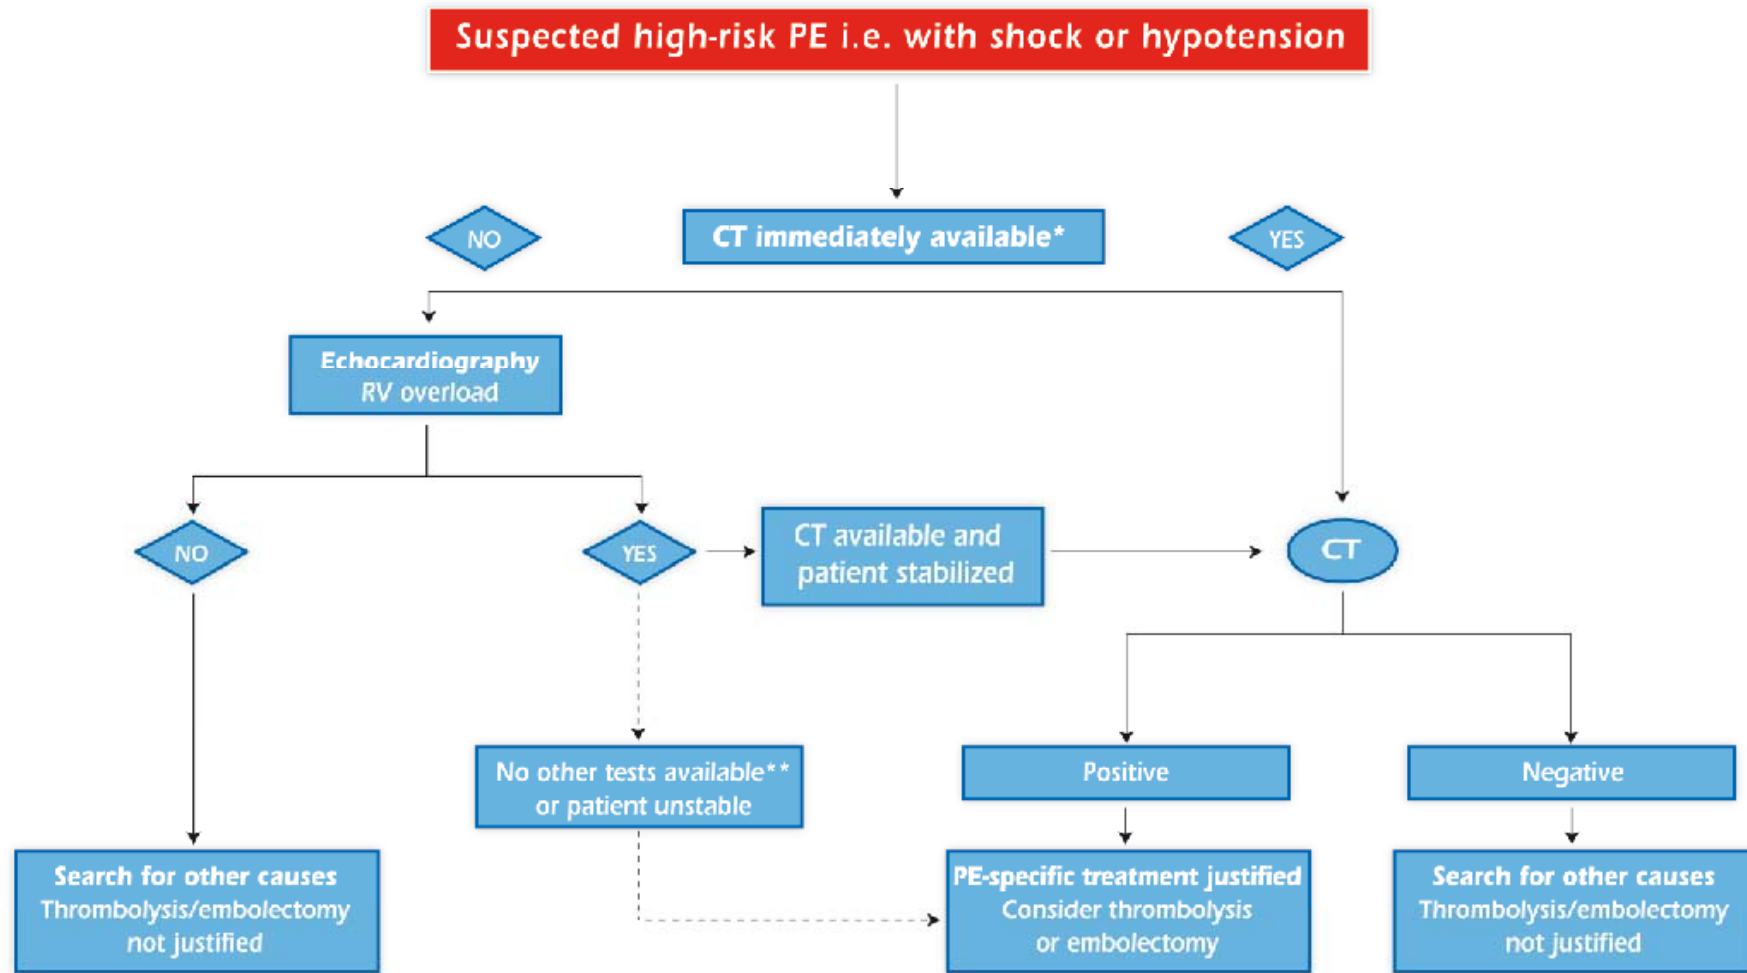 Suspected high-risk PE i.e. with shock or hypotension
NO
CT immediately available*
YES
Echocardiography
RV overload
NO
YES
CT available and
patient stabilized
CT
No other tests available**
or patient unstable
Positive
Negative
Search for other causes
Thrombolysis/embolectomy
not justified
PE-specific treatment justified
Consider thrombolysis
or embolectomy
Search for other causes
Thrombolysis/embolectomy
not justified